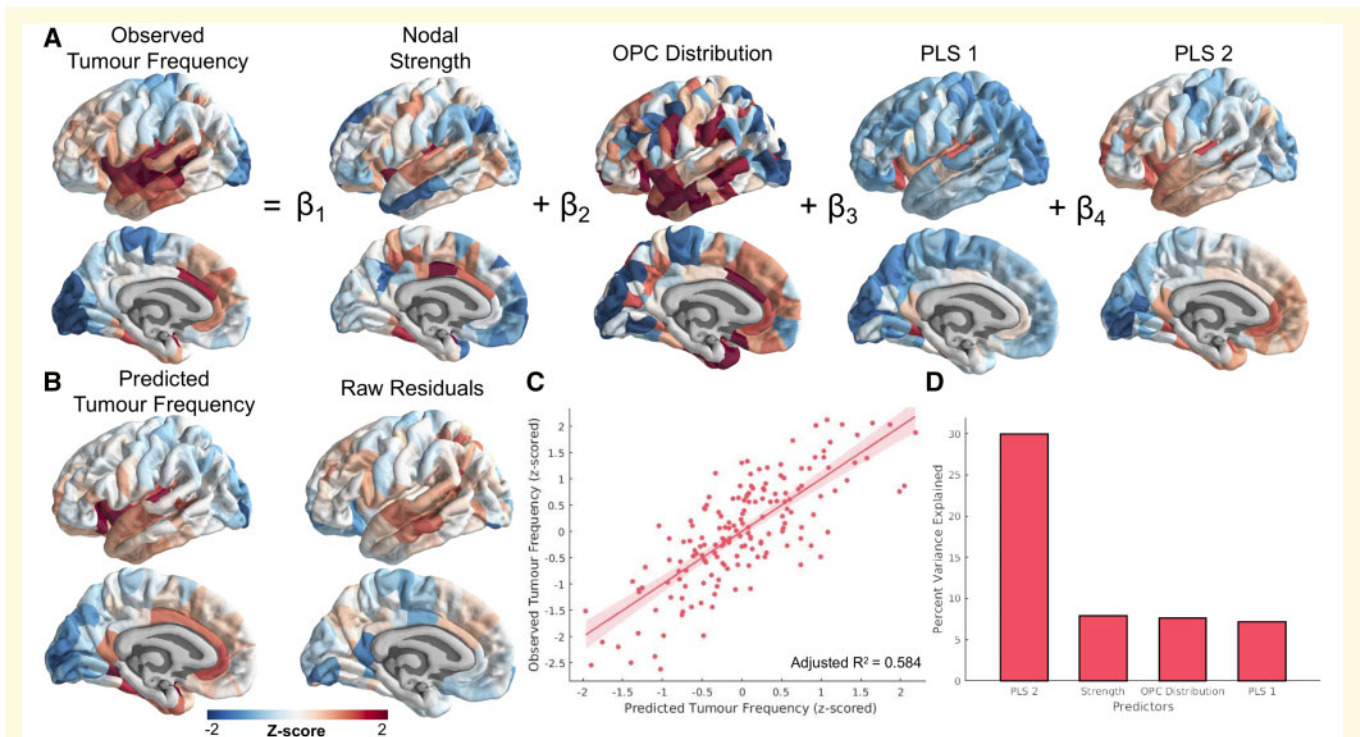 A
Observed
Tumour Frequency
Nodal
Strength
OPC Distribution
PLS 1
PLS 2
= β1
+ β2
+ β3
+ β4
B
Predicted
Tumour Frequency
Raw Residuals
-2
Z-score
2
C
Observed Tumour Frequency (z-scored)
2
1.5
1
0.5
0
-0.5
-1
-1.5
-2
-2.5
Adjusted R² = 0.584
-2 -1.5 -1 -0.5 0 0.5 1 1.5 2
Predicted Tumour Frequency (z-scored)
D
Percent Variance Explained
30
25
20
15
10
5
0
PLS 2 Strength OPC Distribution PLS 1
Predictors